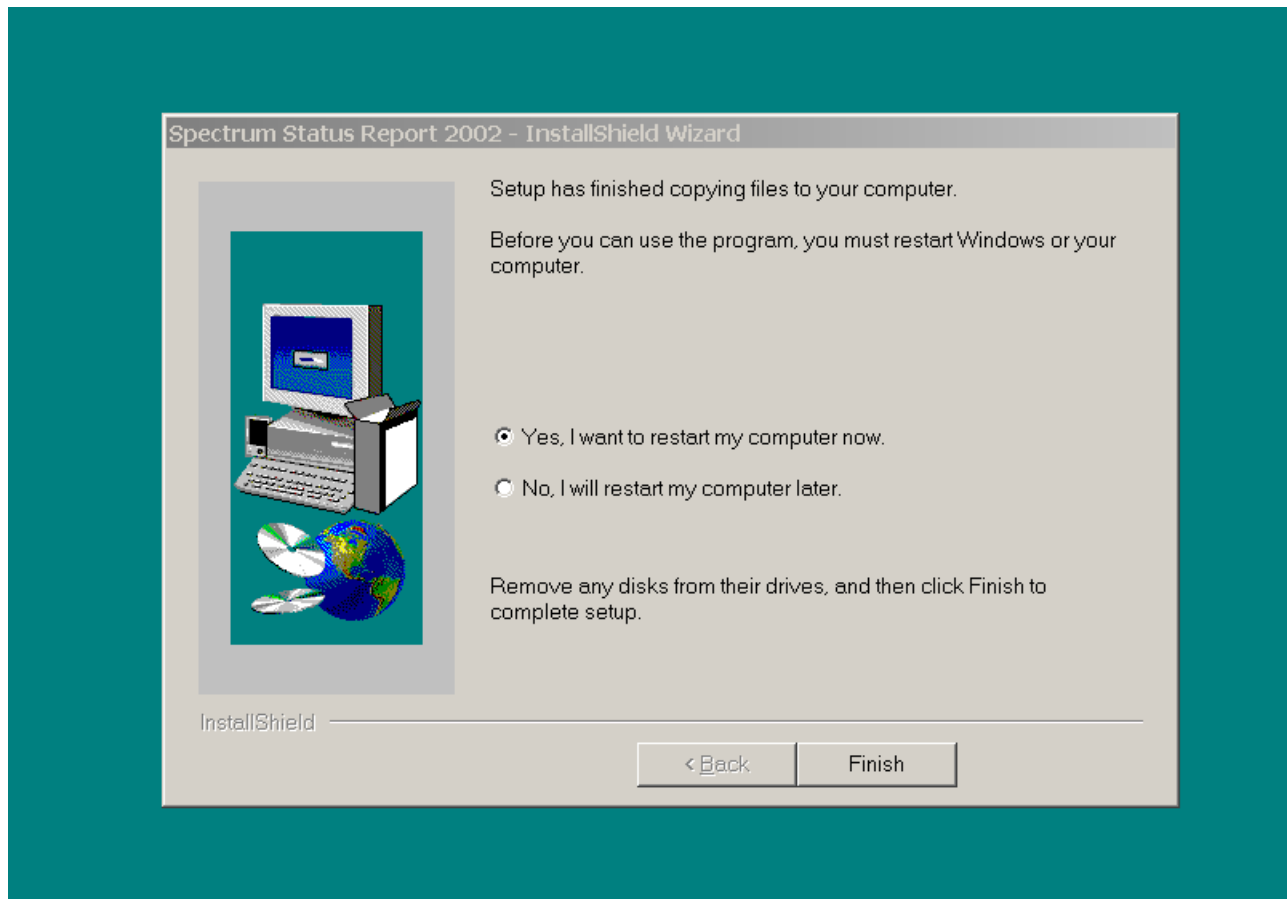 Spectrum Status Report 2002 - InstallShield Wizard
Setup has finished copying files to your computer.
Before you can use the program, you must restart Windows or your
computer.
Yes, I want to restart my computer now.
No, I will restart my computer later.
Remove any disks from their drives, and then click Finish to
complete setup.
InstallShield
< Back
Finish